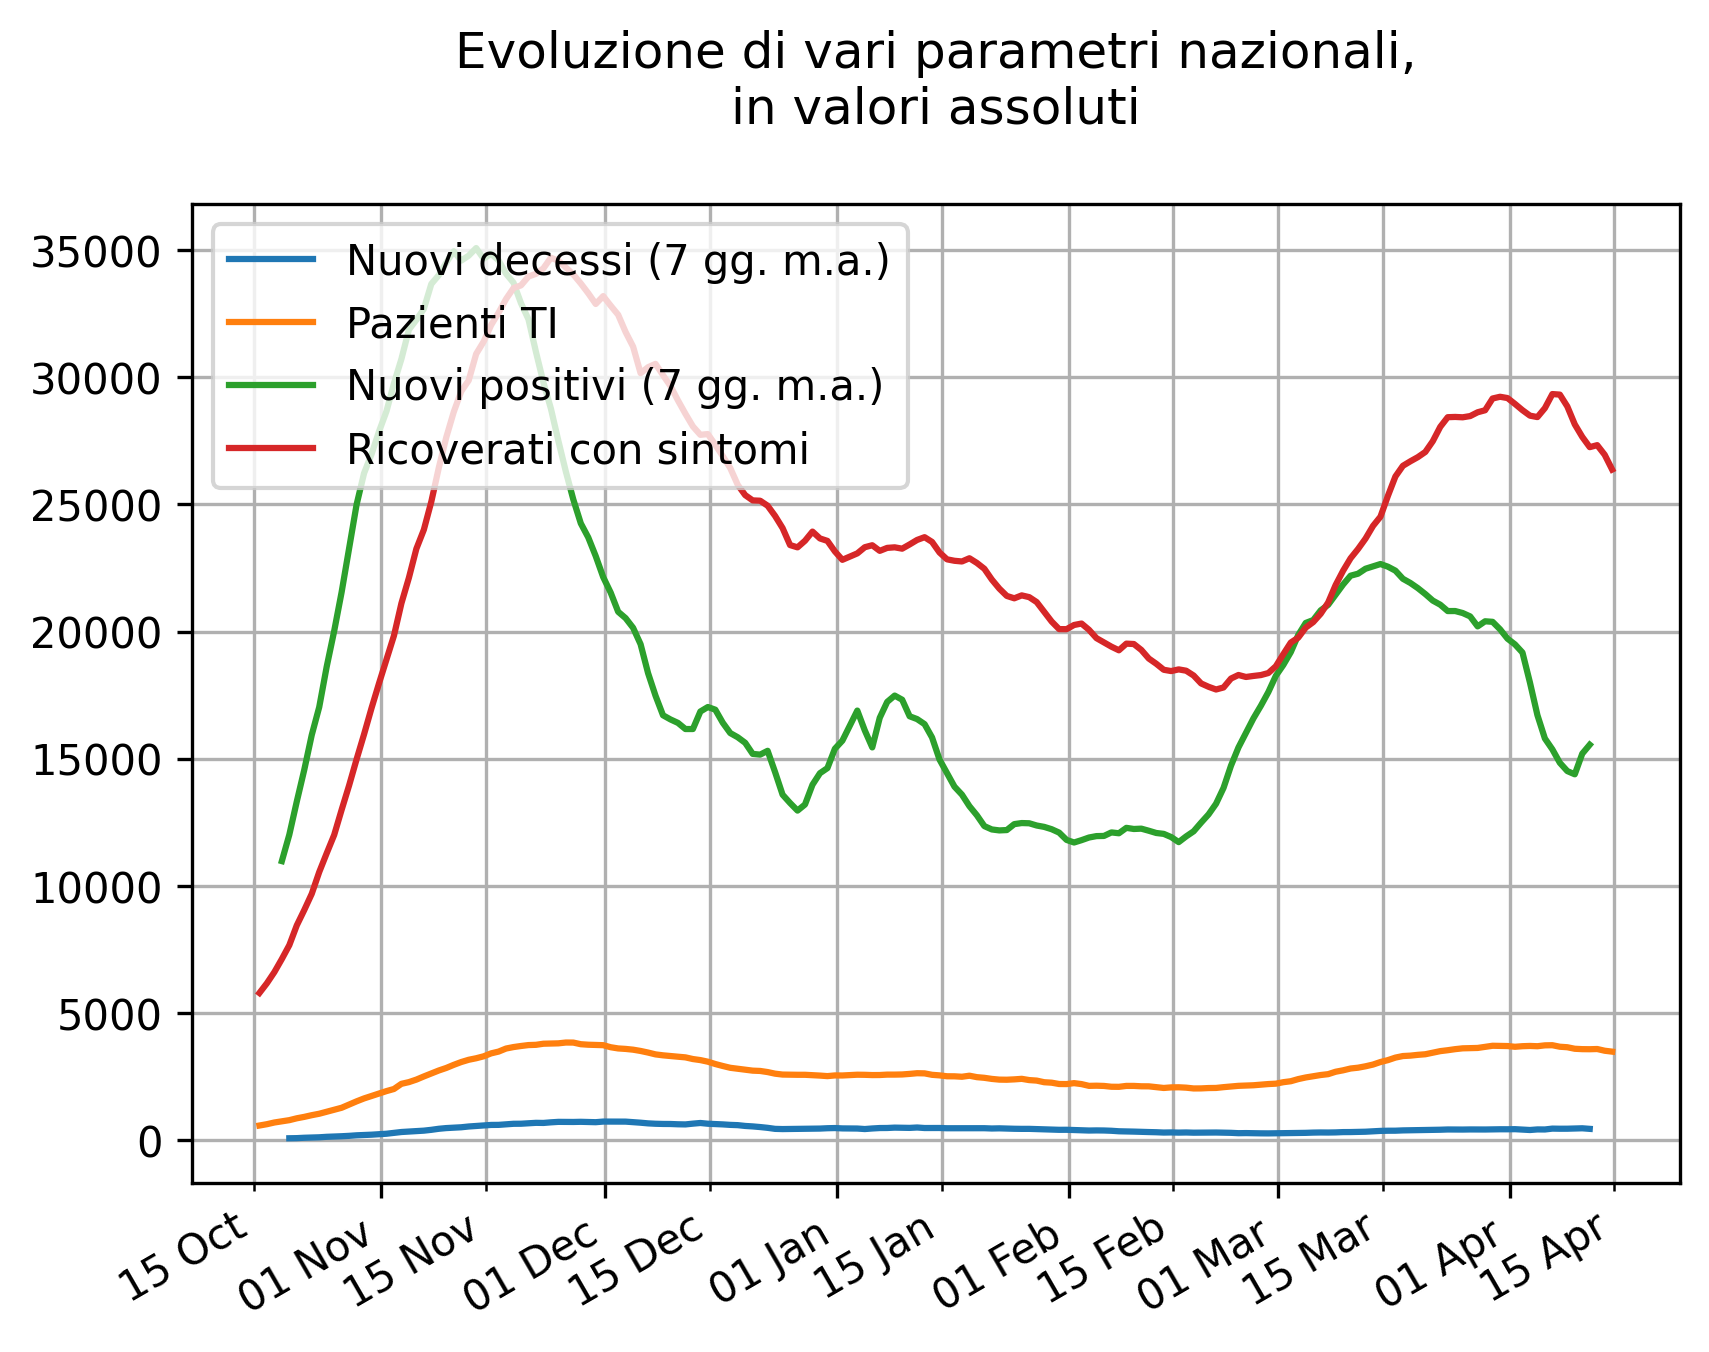 Evoluzione di vari parametri nazionali,
in valori assoluti
Nuovi decessi (7 gg. m.a.)
Pazienti TI
Nuovi positivi (7 gg. m.a.)
Ricoverati con sintomi
35000
30000
25000
20000
15000
10000
5000
0
15 Oct
01 Nov
15 Nov
01 Dec
15 Dec
01 Jan
15 Jan
01 Feb
15 Feb
01 Mar
15 Mar
01 Apr
15 Apr